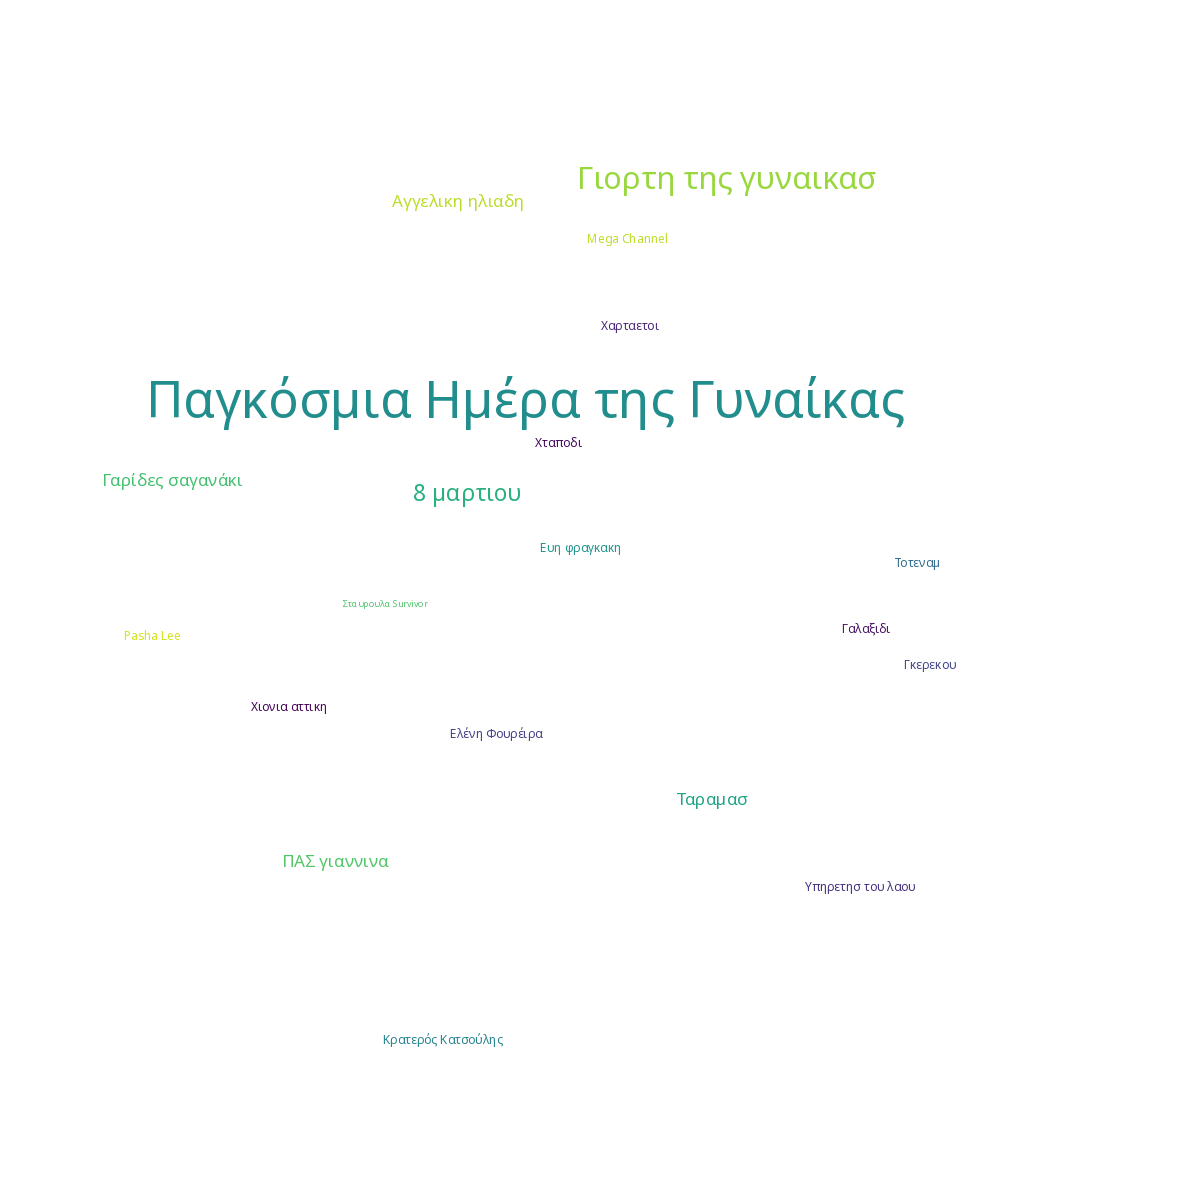 Γιορτη της γυναικασ
Αγγελικη ηλιαδη
Mega Channel
Χαρταετοι
Παγκόσμια Ημέρα της Γυναίκας
Χταποδι
Γαρίδες σαγανάκι
8 μαρτιου
Ευη φραγκακη
Τοτεναμ
Σταυρουλα Survivor
Γαλαξιδι
Pasha Lee
Γκερεκου
Χιονια αττικη
Ελένη Φουρέιρα
Ταραμασ
ΠΑΣ γιαννινα
Υπηρετησ του λαου
Κρατερός Κατσούλης